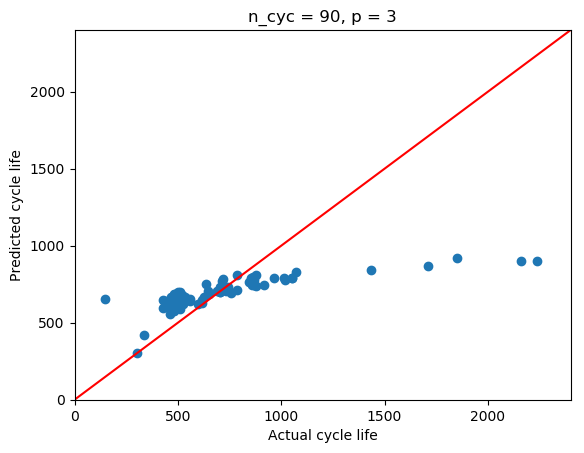 n_cyc = 90, p = 3
Predicted cycle life
2000
1500
1000
500
0
0 500 1000 1500 2000
Actual cycle life